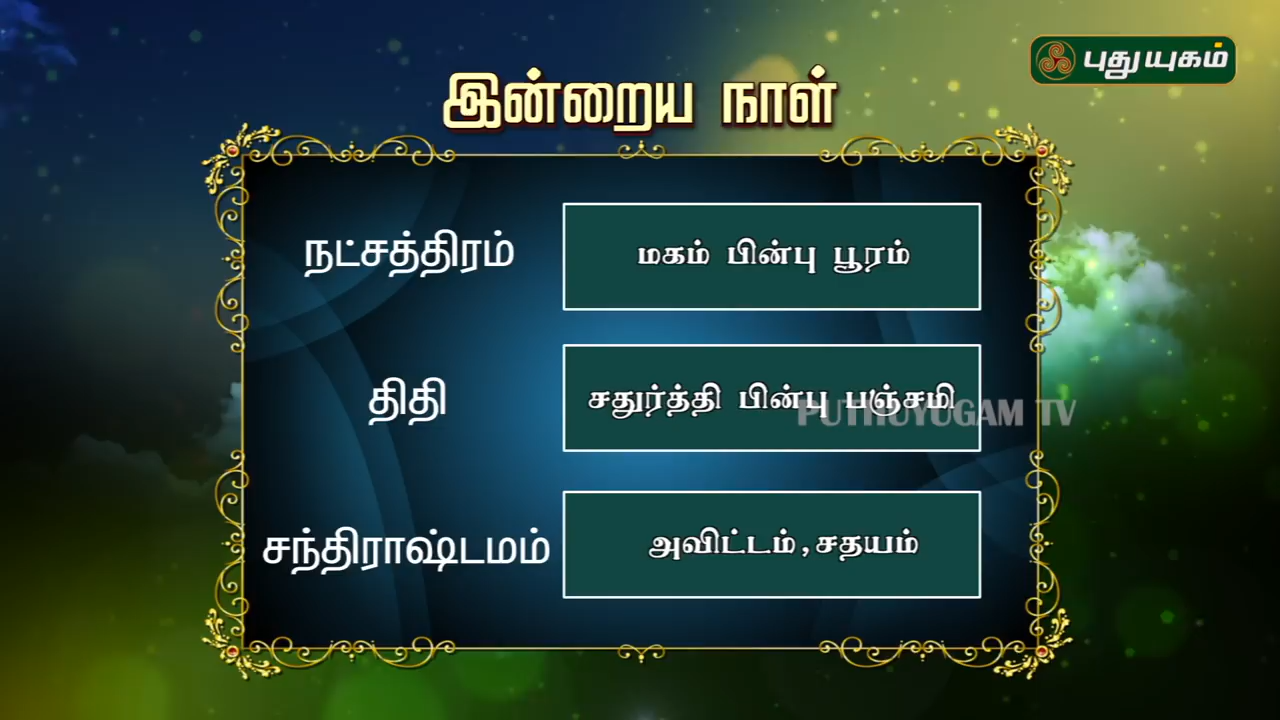 புதுயுகம்
இன்றைய நாள்
நட்சத்திரம் மகம் பின்பு பூரம்
திதி சதுர்த்தி பின்பு பஞ்சமி
PUTHUYUGAM TV
சந்திராஷ்டமம் அவிட்டம்,சதயம்